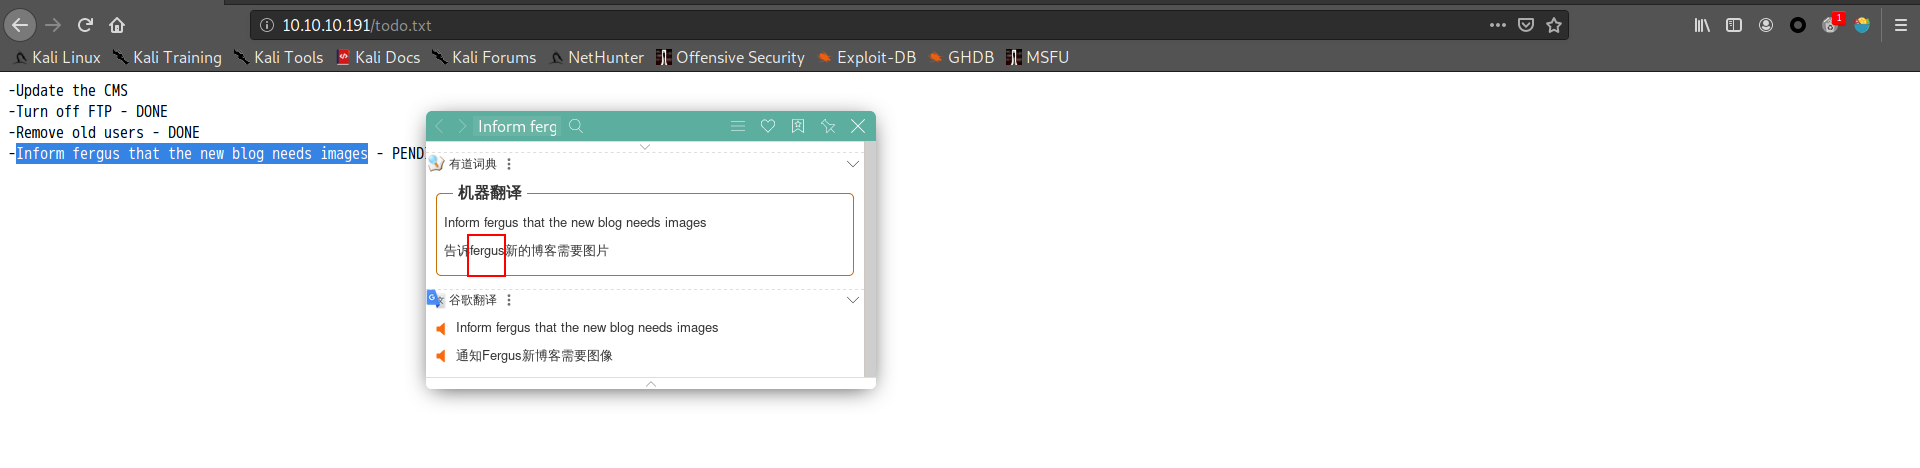 10.10.10.191/todo.txt
1
Kali Linux Kali Training Kali Tools Kali Docs Kali Forums NetHunter Offensive Security Exploit-DB GHDB MSFU
-Update the CMS
-Turn off FTP - DONE
-Remove old users - DONE
-Inform fergus that the new blog needs images - PEND
Inform ferg
有道词典
机器翻译
Inform fergus that the new blog needs images
告诉fergus新的博客需要图片
谷歌翻译
Inform fergus that the new blog needs images
通知Fergus新博客需要图像